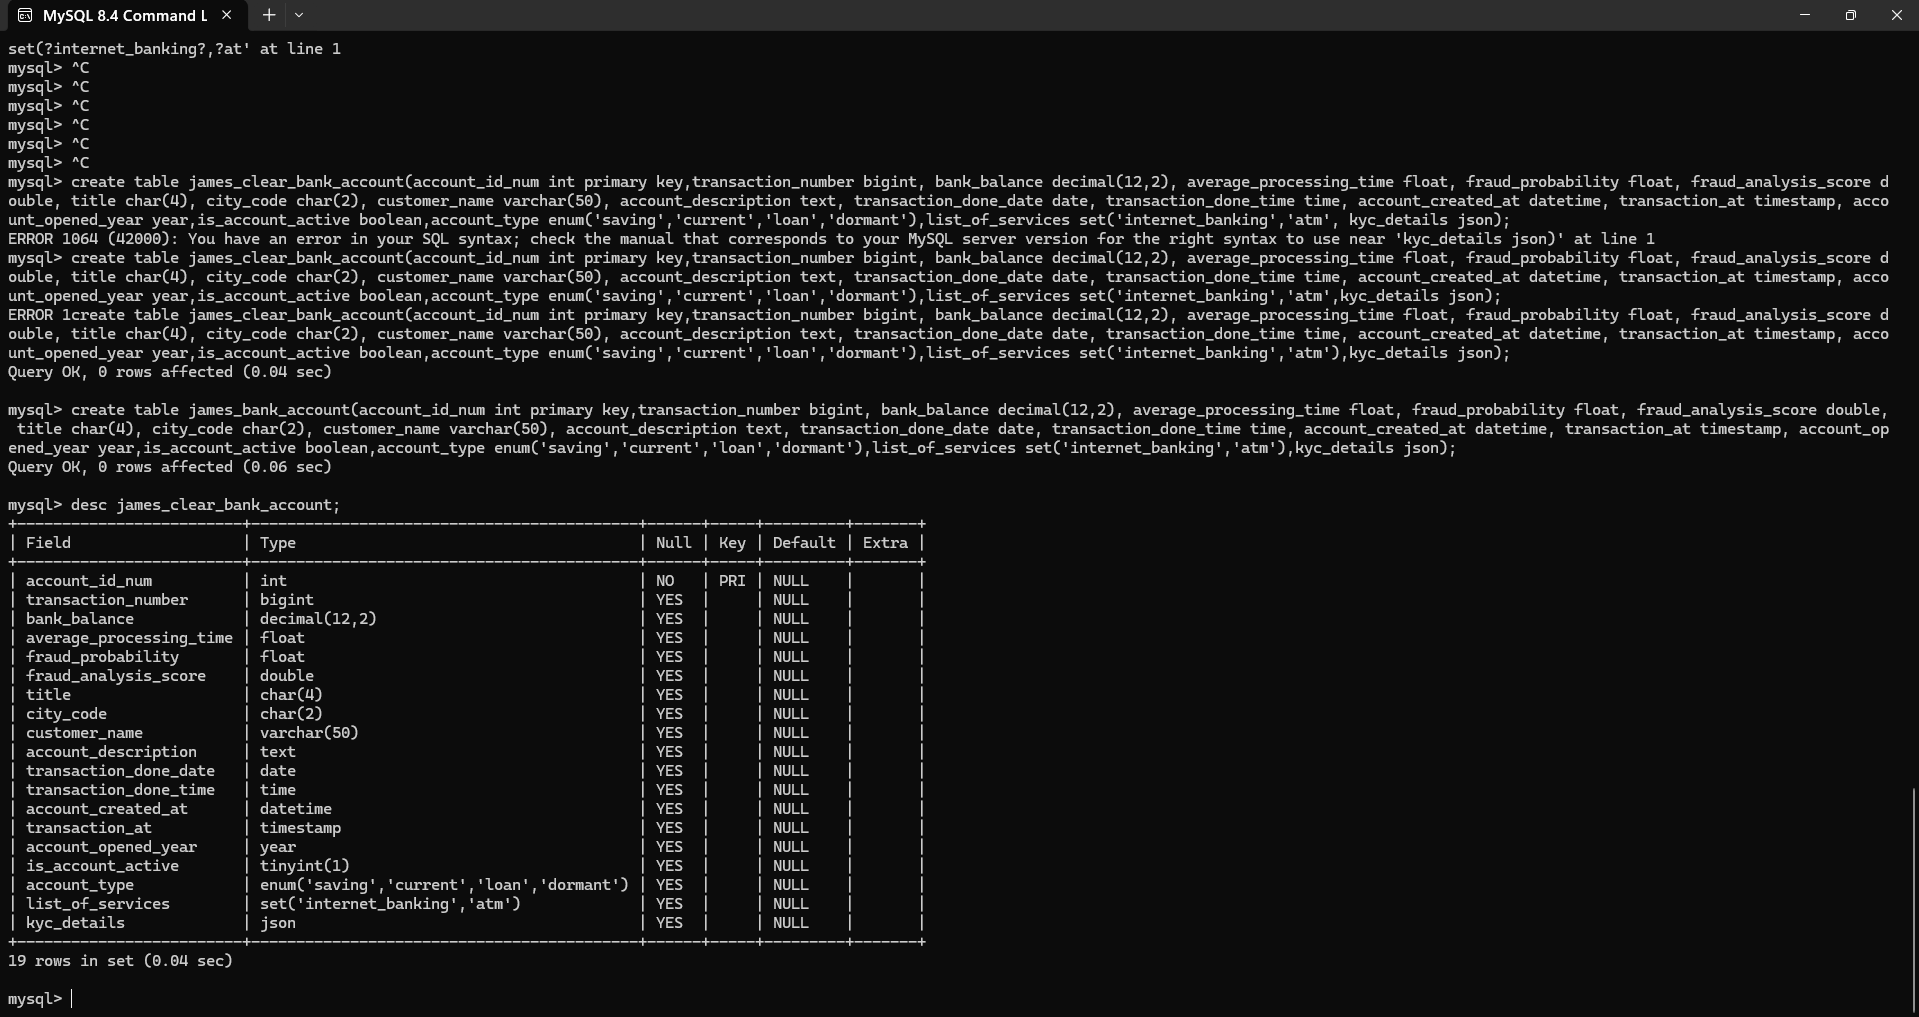 MySQL 8.4 Command L
set(?internet_banking?,?at' at line 1
mysql> ^C
mysql> ^C
mysql> ^C
mysql> ^C
mysql> ^C
mysql> ^C
mysql> create table james_clear_bank_account(account_id_num int primary key,transaction_number bigint, bank_balance decimal(12,2), average_processing_time float, fraud_probability float, fraud_analysis_score d
ouble, title char(4), city_code char(2), customer_name varchar(50), account_description text, transaction_done_date date, transaction_done_time time, account_created_at datetime, transaction_at timestamp, acco
unt_opened_year year,is_account_active boolean,account_type enum('saving','current','loan','dormant'),list_of_services set('internet_banking','atm', kyc_details json);
ERROR 1064 (42000): You have an error in your SQL syntax; check the manual that corresponds to your MySQL server version for the right syntax to use near 'kyc_details json)' at line 1
mysql> create table james_clear_bank_account(account_id_num int primary key,transaction_number bigint, bank_balance decimal(12,2), average_processing_time float, fraud_probability float, fraud_analysis_score d
ouble, title char(4), city_code char(2), customer_name varchar(50), account_description text, transaction_done_date date, transaction_done_time time, account_created_at datetime, transaction_at timestamp, acco
unt_opened_year year,is_account_active boolean,account_type enum('saving','current','loan','dormant'),list_of_services set('internet_banking','atm',kyc_details json);
ERROR 1create table james_clear_bank_account(account_id_num int primary key,transaction_number bigint, bank_balance decimal(12,2), average_processing_time float, fraud_probability float, fraud_analysis_score d
ouble, title char(4), city_code char(2), customer_name varchar(50), account_description text, transaction_done_date date, transaction_done_time time, account_created_at datetime, transaction_at timestamp, acco
unt_opened_year year,is_account_active boolean,account_type enum('saving','current','loan','dormant'),list_of_services set('internet_banking','atm'),kyc_details json);
Query OK, 0 rows affected (0.04 sec)
mysql> create table james_bank_account(account_id_num int primary key,transaction_number bigint, bank_balance decimal(12,2), average_processing_time float, fraud_probability float, fraud_analysis_score double,
title char(4), city_code char(2), customer_name varchar(50), account_description text, transaction_done_date date, transaction_done_time time, account_created_at datetime, transaction_at timestamp, account_op
ened_year year,is_account_active boolean,account_type enum('saving','current','loan','dormant'),list_of_services set('internet_banking','atm'),kyc_details json);
Query OK, 0 rows affected (0.06 sec)
mysql> desc james_clear_bank_account;
| Field | Type | Null | Key | Default | Extra |
| account_id_num | int | NO | PRI | NULL | |
| transaction_number | bigint | YES | | NULL | |
| bank_balance | decimal(12,2) | YES | | NULL | |
| average_processing_time | float | YES | | NULL | |
| fraud_probability | float | YES | | NULL | |
| fraud_analysis_score | double | YES | | NULL | |
| title | char(4) | YES | | NULL | |
| city_code | char(2) | YES | | NULL | |
| customer_name | varchar(50) | YES | | NULL | |
| account_description | text | YES | | NULL | |
| transaction_done_date | date | YES | | NULL | |
| transaction_done_time | time | YES | | NULL | |
| account_created_at | datetime | YES | | NULL | |
| transaction_at | timestamp | YES | | NULL | |
| account_opened_year | year | YES | | NULL | |
| is_account_active | tinyint(1) | YES | | NULL | |
| account_type | enum('saving','current','loan','dormant') | YES | | NULL | |
| list_of_services | set('internet_banking','atm') | YES | | NULL | |
| kyc_details | json | YES | | NULL | |
19 rows in set (0.04 sec)
mysql>